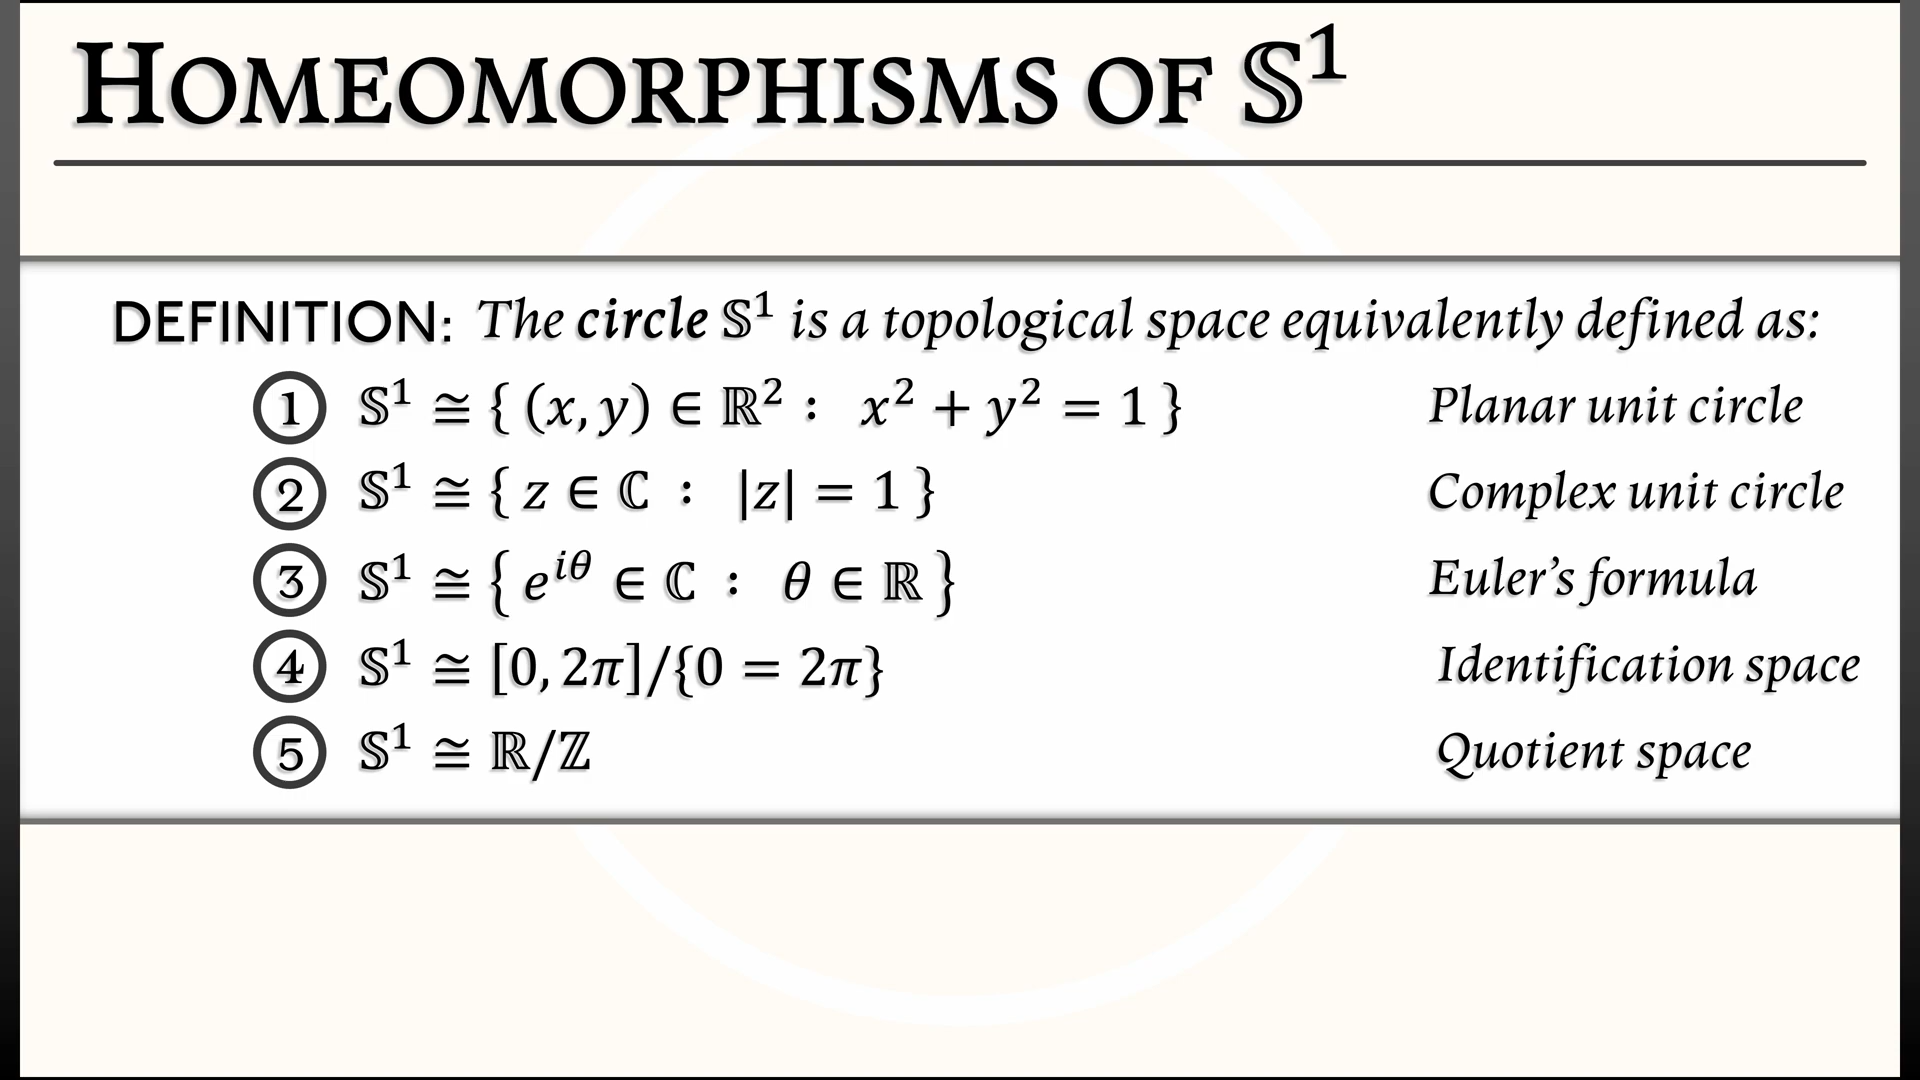 HOMEOMORPHISMS OF 𝕊¹
DEFINITION: The circle 𝕊¹ is a topological space equivalently defined as:
① 𝕊¹ ≅ { (x, y) ∈ ℝ² : x² + y² = 1 } Planar unit circle
② 𝕊¹ ≅ { z ∈ ℂ : |z| = 1 } Complex unit circle
③ 𝕊¹ ≅ { e^{iθ} ∈ ℂ : θ ∈ ℝ } Euler’s formula
④ 𝕊¹ ≅ [0, 2π]/{0 = 2π} Identification space
⑤ 𝕊¹ ≅ ℝ/ℤ Quotient space